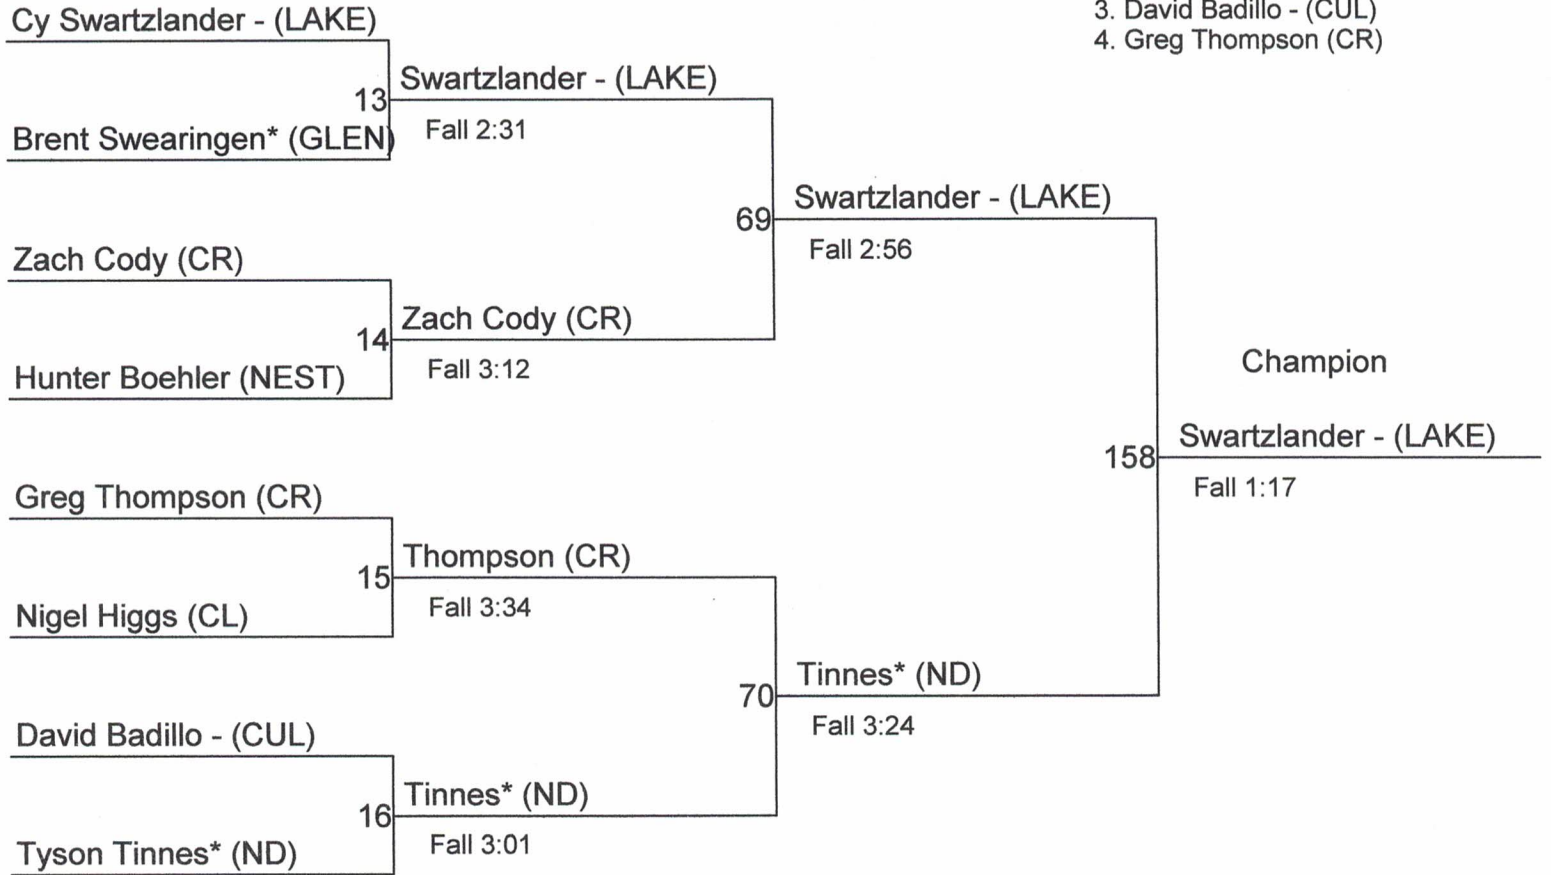 Cy Swartzlander - (LAKE)
3. David Badillo - (CUL)
4. Greg Thompson (CR)
Swartzlander - (LAKE)
13
Fall 2:31
Brent Swearingen* (GLEN)
Swartzlander - (LAKE)
69
Fall 2:56
Zach Cody (CR)
Zach Cody (CR)
14
Fall 3:12
Hunter Boehler (NEST)
Champion
Swartzlander - (LAKE)
158
Fall 1:17
Greg Thompson (CR)
Thompson (CR)
15
Fall 3:34
Nigel Higgs (CL)
Tinnes* (ND)
70
Fall 3:24
David Badillo - (CUL)
Tinnes* (ND)
16
Fall 3:01
Tyson Tinnes* (ND)